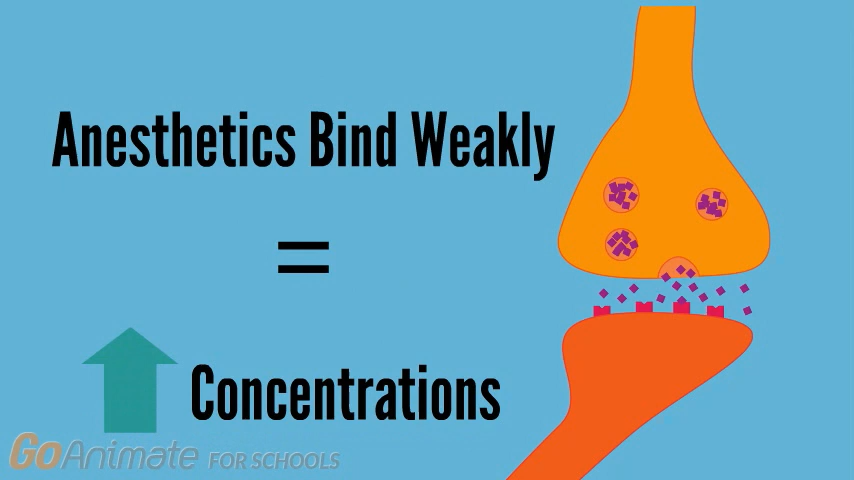 Anesthetics Bind Weakly
=
Concentrations
GoAnimate FOR SCHOOLS